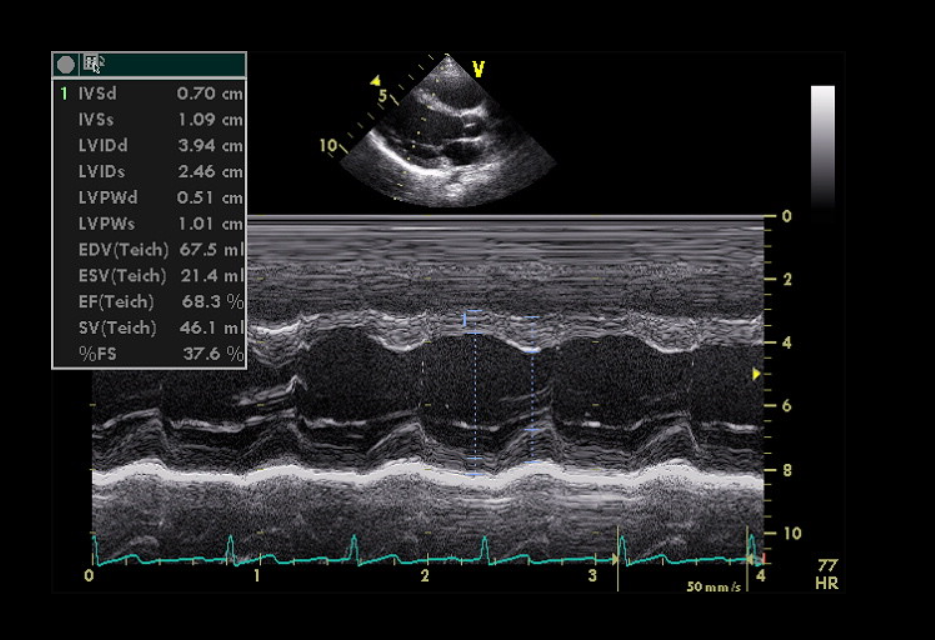 V
5
10
1 IVSd 0.70 cm
IVSs 1.09 cm
LVIDd 3.94 cm
LVIDs 2.46 cm
LVPWd 0.51 cm
LVPWs 1.01 cm
EDV(Teich) 67.5 ml
ESV(Teich) 21.4 ml
EF(Teich) 68.3 %
SV(Teich) 46.1 ml
%FS 37.6 %
0
2
4
6
8
10
0 1 2 3 4
50 mm/s
77
HR